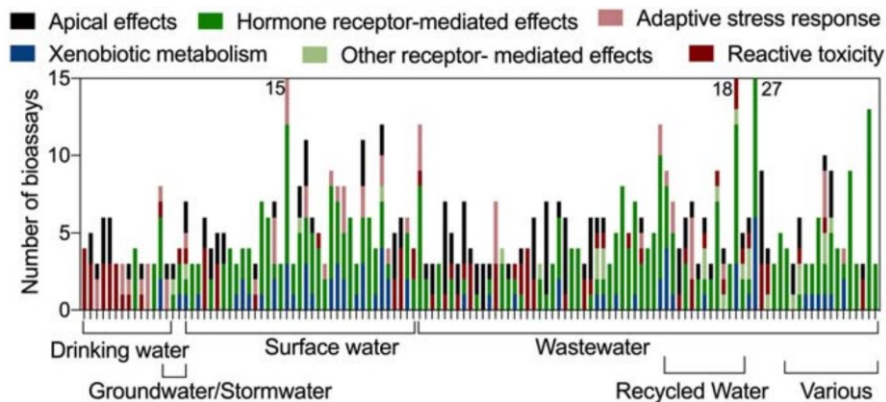 Apical effects Hormone receptor-mediated effects Adaptive stress response
Xenobiotic metabolism Other receptor- mediated effects Reactive toxicity
Number of bioassays
15
10
5
0
15
18
27
Drinking water Surface water Wastewater
Groundwater/Stormwater Recycled Water Various